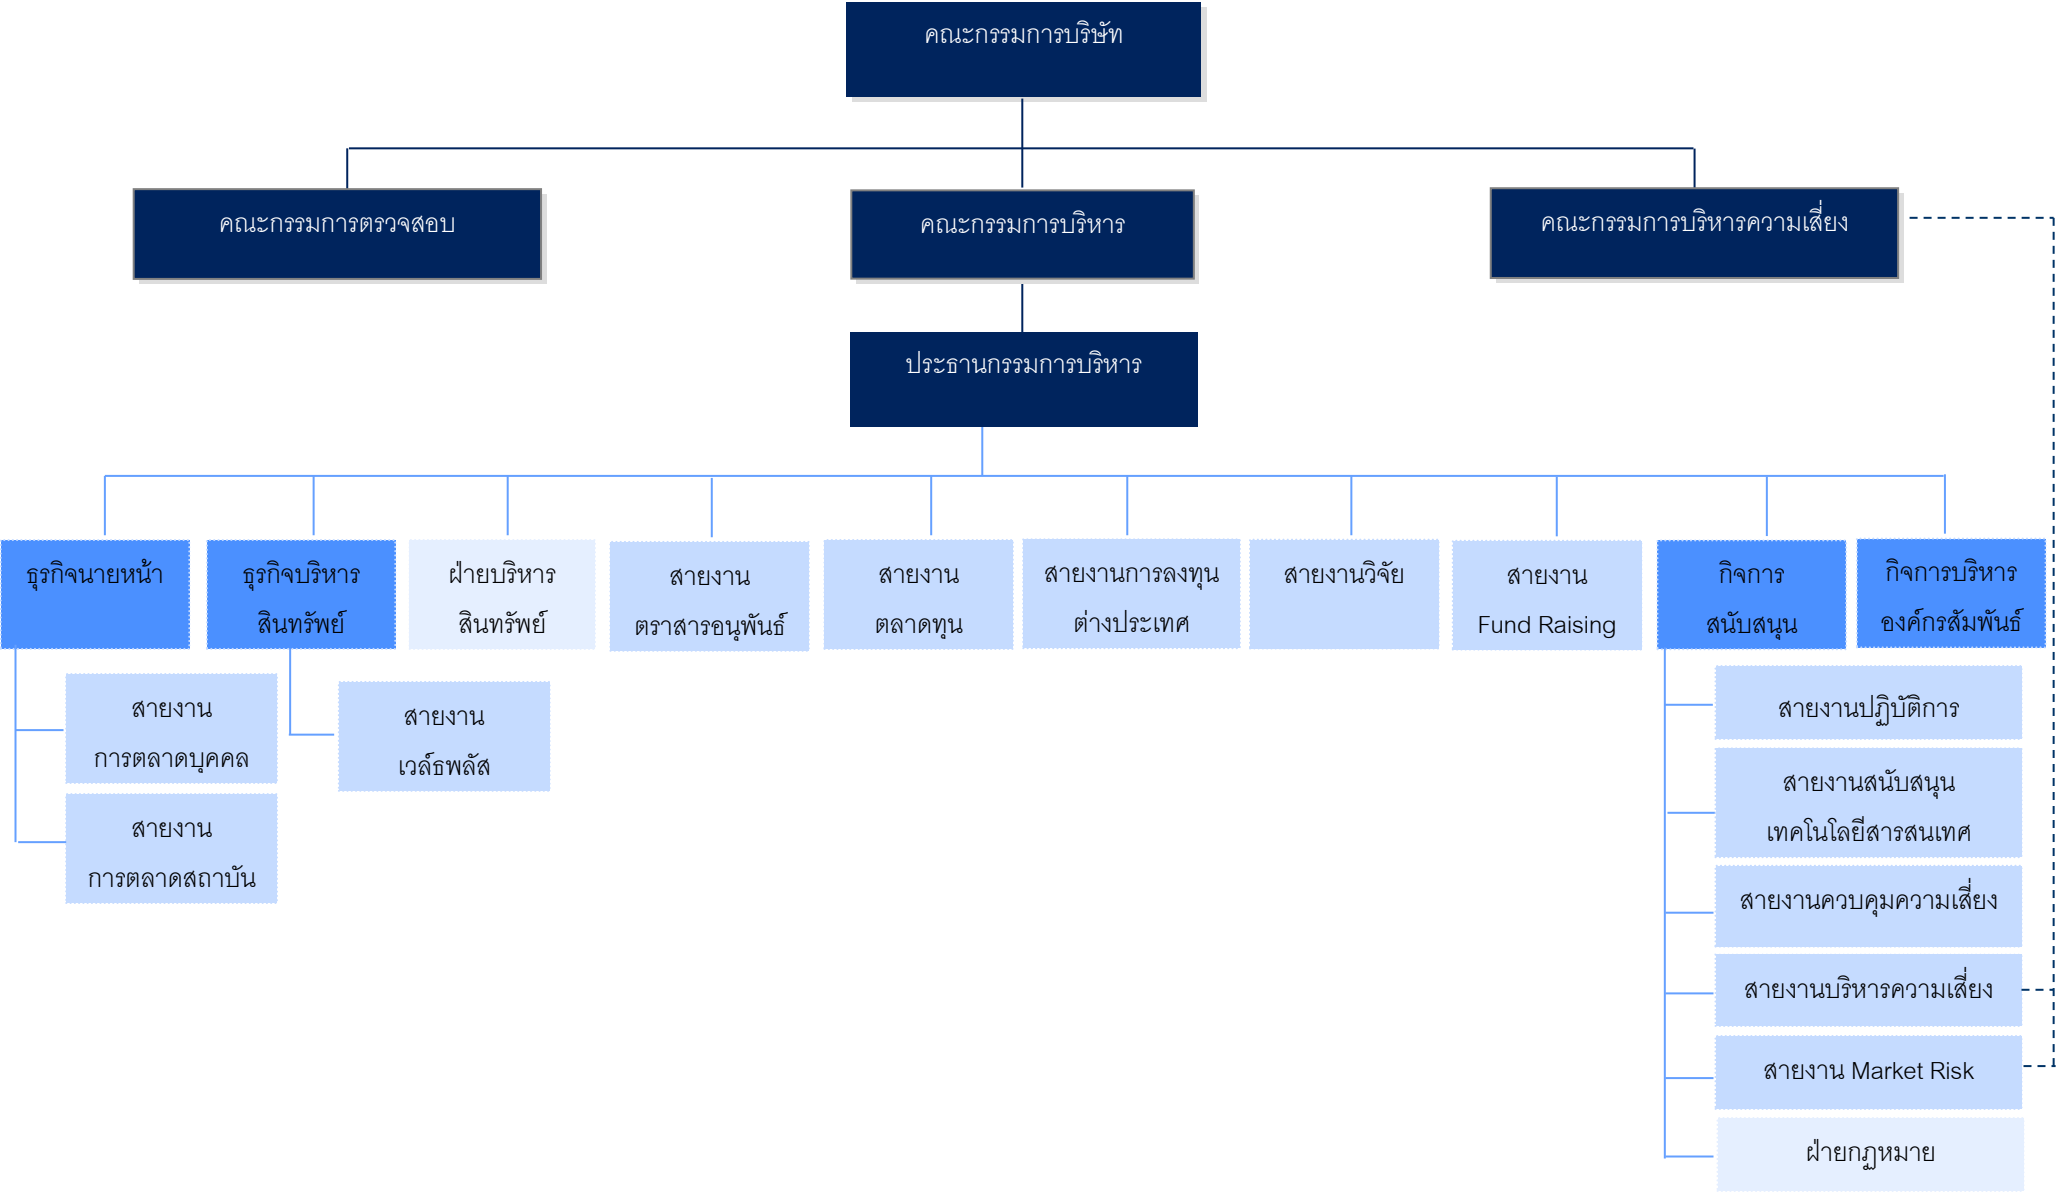 คณะกรรมการบริษัท
คณะกรรมการตรวจสอบ
คณะกรรมการบริหาร
คณะกรรมการบริหารความเสี่ยง
ประธานกรรมการบริหาร
ธุรกิจนายหน้า
ธุรกิจบริหาร
สินทรัพย์
ฝ่ายบริหาร
สินทรัพย์
สายงาน
ตราสารอนุพันธ์
สายงาน
ตลาดทุน
สายงานการลงทุน
ต่างประเทศ
สายงานวิจัย
สายงาน
Fund Raising
กิจการ
สนับสนุน
กิจการบริหาร
องค์กรสัมพันธ์
สายงาน
การตลาดบุคคล
สายงาน
การตลาดสถาบัน
สายงาน
เวล์ธพลัส
สายงานปฏิบัติการ
สายงานสนับสนุน
เทคโนโลยีสารสนเทศ
สายงานควบคุมความเสี่ยง
สายงานบริหารความเสี่ยง
สายงาน Market Risk
ฝ่ายกฎหมาย